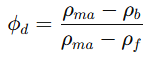 ϕ_d = (ρ_ma − ρ_b) / (ρ_ma − ρ_f)